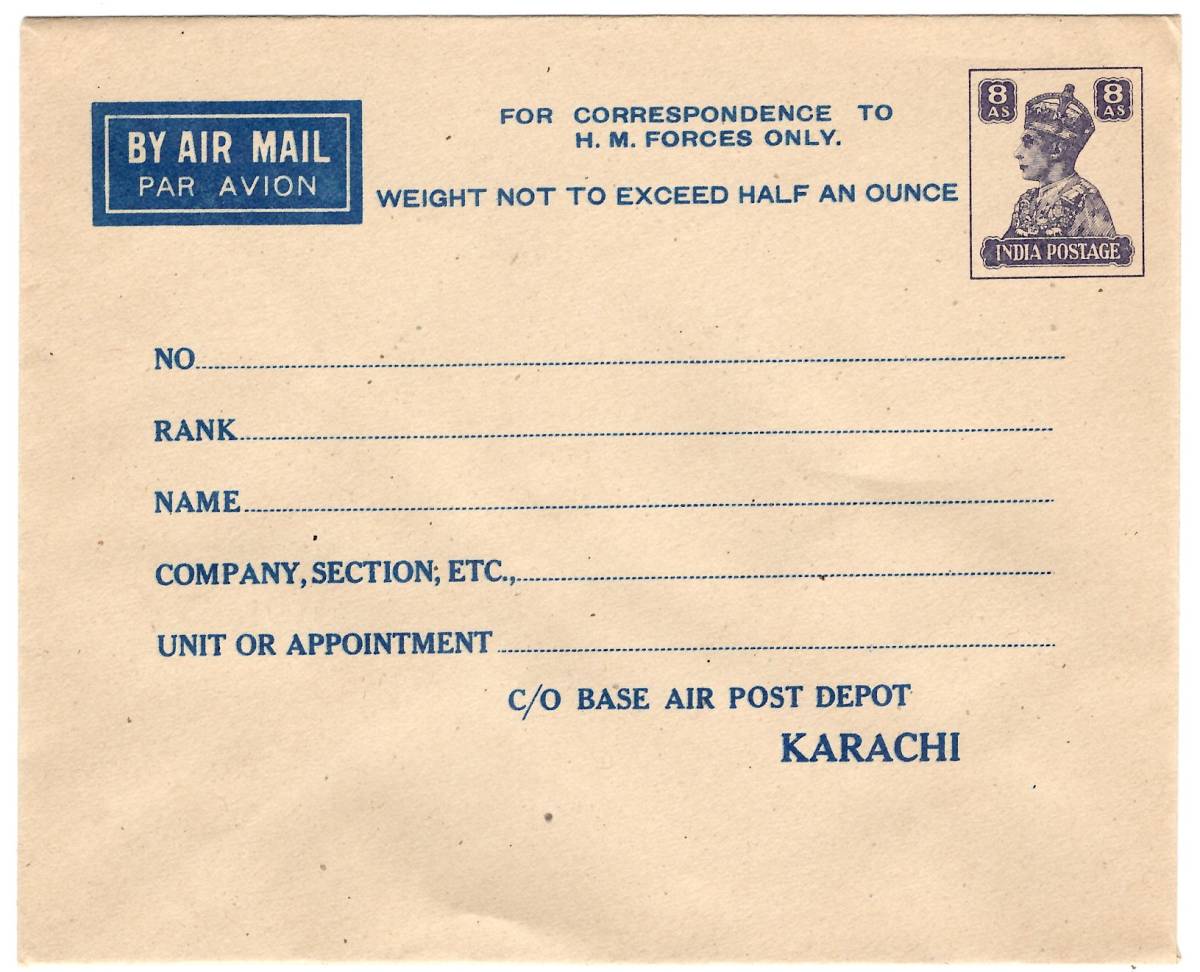 BY AIR MAIL
PAR AVION
FOR CORRESPONDENCE TO
H. M. FORCES ONLY.
WEIGHT NOT TO EXCEED HALF AN OUNCE
8 AS 8 AS
INDIA POSTAGE
NO
RANK
NAME
COMPANY, SECTION; ETC.,
UNIT OR APPOINTMENT
C/O BASE AIR POST DEPOT
KARACHI